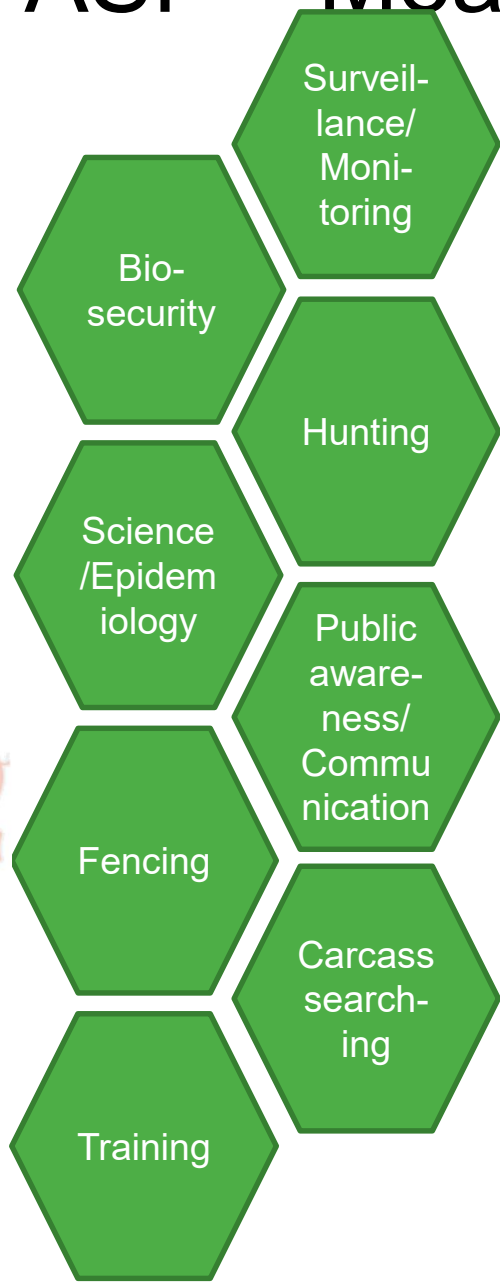 Surveil-
lance/
Moni-
toring
Bio-
security
Hunting
Science
/Epidem
iology
Public
aware-
ness/
Commu
nication
Fencing
Carcass
search-
ing
Training